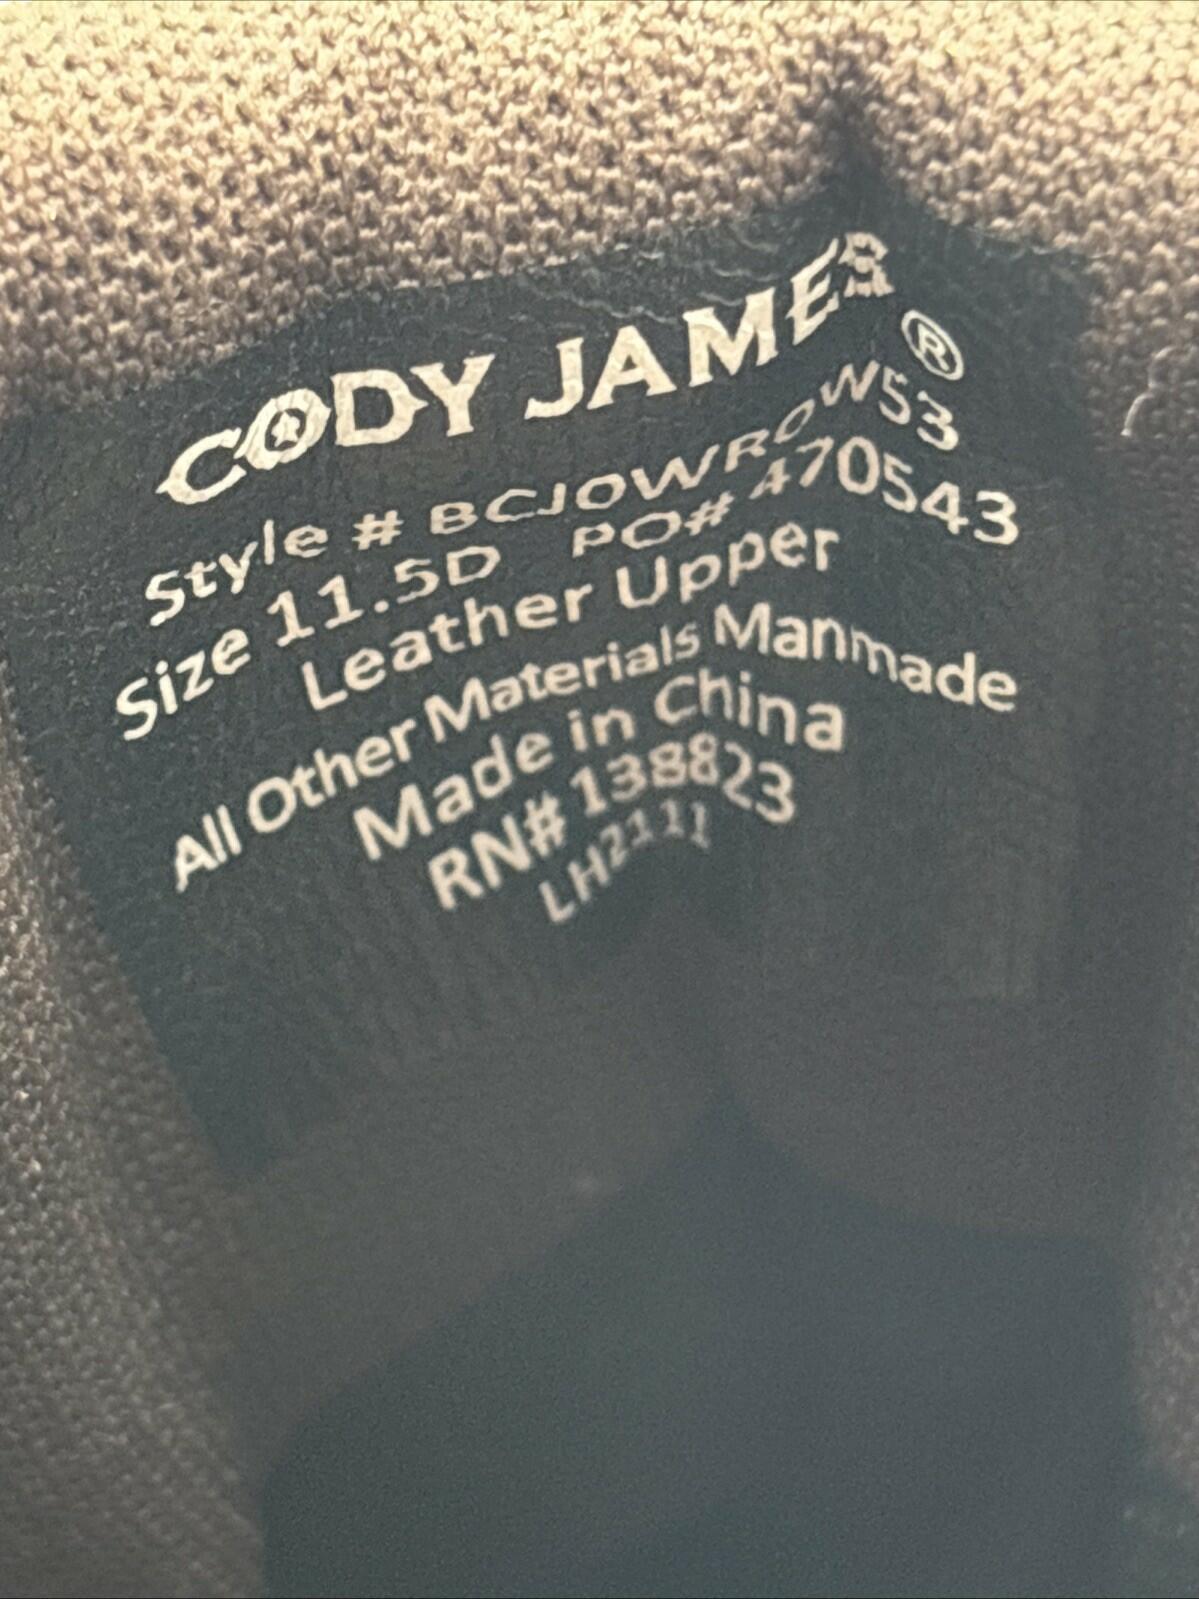 CODY JAMES®
Style # BCJOWROW53
Size 11.5D PO# 470543
Leather Upper
All Other Materials Manmade
Made in China
RN# 138823
LH2111